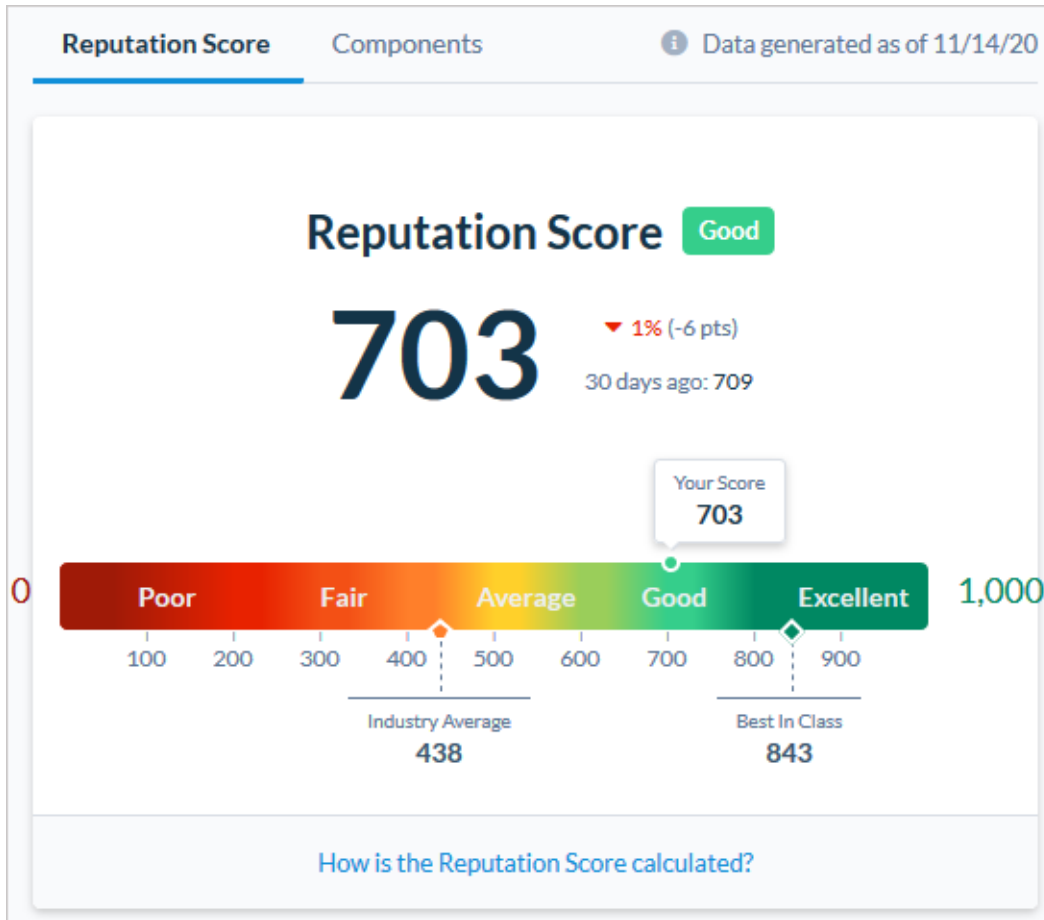 Reputation Score Components Data generated as of 11/14/20
Reputation Score Good
703
▼ 1% (-6 pts)
30 days ago: 709
Your Score
703
0 Poor Fair Average Good Excellent 1,000
100 200 300 400 500 600 700 800 900
Industry Average Best In Class
438 843
How is the Reputation Score calculated?